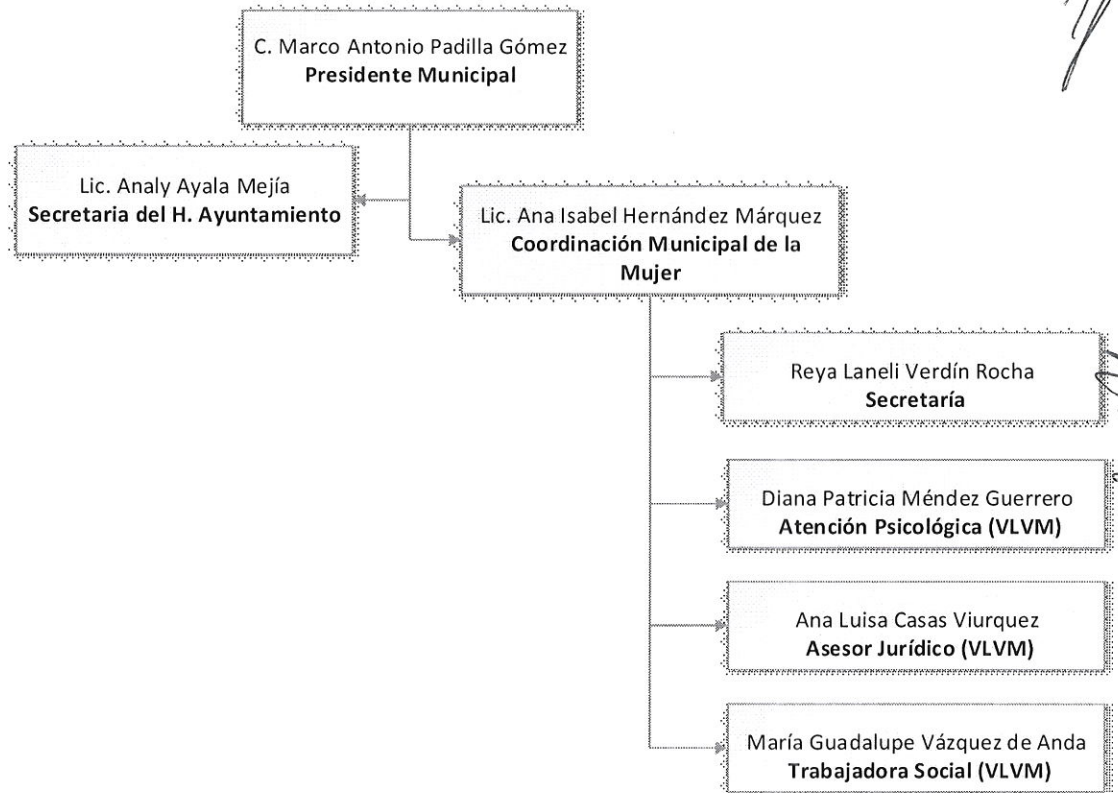 C. Marco Antonio Padilla Gómez
Presidente Municipal
Lic. Analy Ayala Mejía
Secretaria del H. Ayuntamiento
Lic. Ana Isabel Hernández Márquez
Coordinación Municipal de la
Mujer
Reya Laneli Verdín Rocha
Secretaría
Diana Patricia Méndez Guerrero
Atención Psicológica (VLVM)
Ana Luisa Casas Viurquez
Asesor Jurídico (VLVM)
María Guadalupe Vázquez de Anda
Trabajadora Social (VLVM)